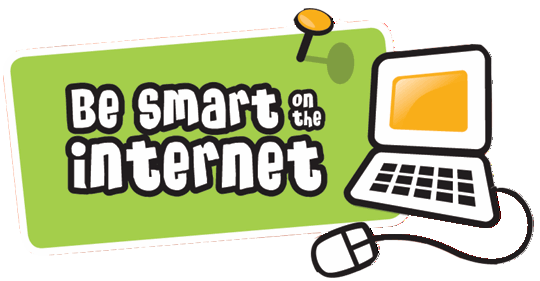 Be smart on the
internet